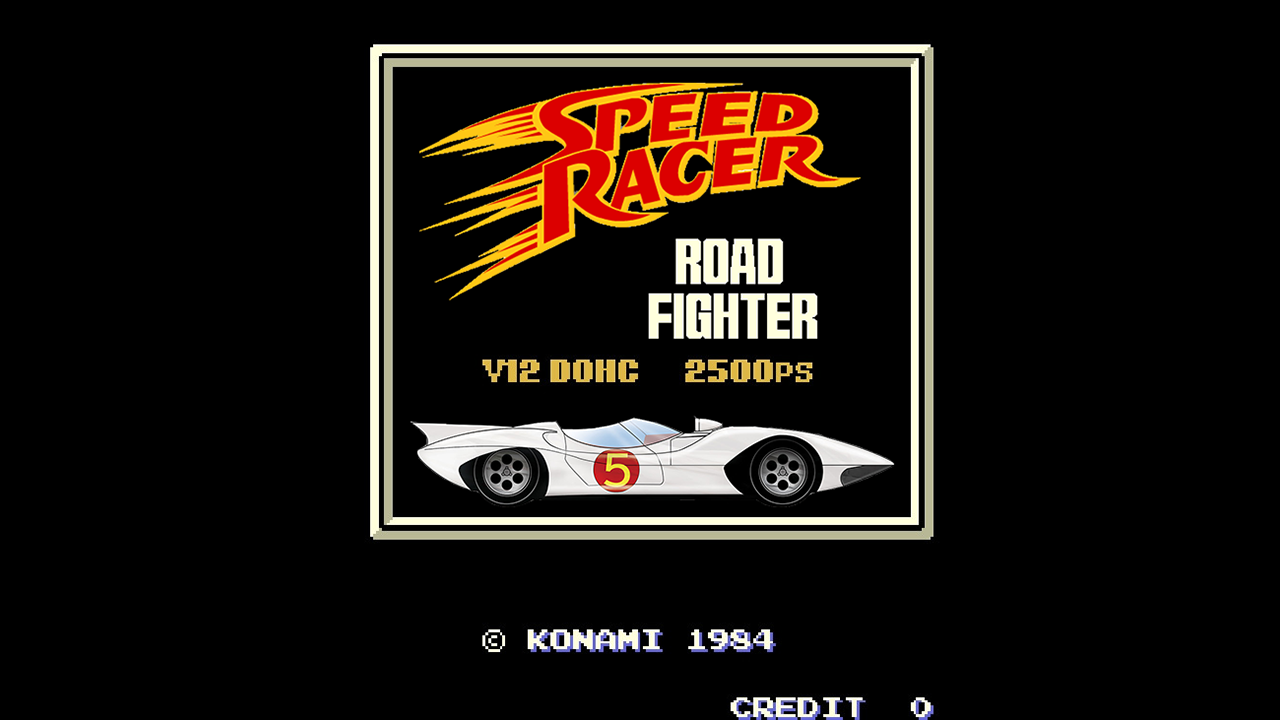 SPEED
RACER
ROAD
FIGHTER
V12 DOHC 2500PS
5
© KONAMI 1984
CREDIT 0